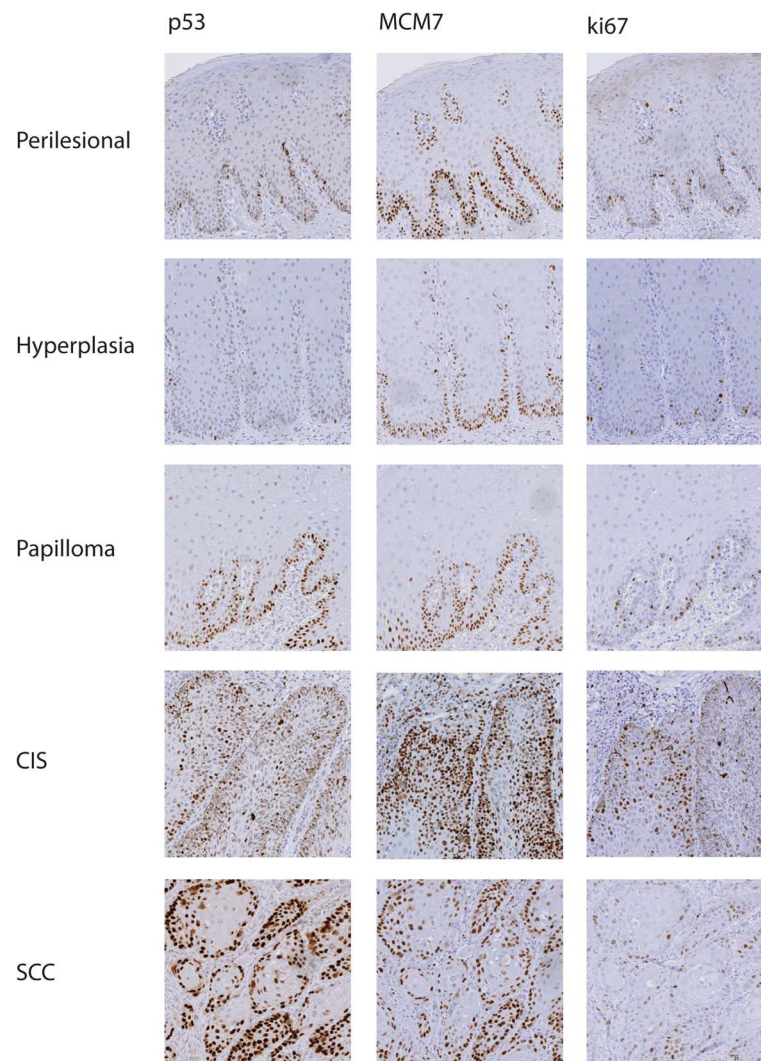 p53 MCM7 ki67
Perilesional
Hyperplasia
Papilloma
CIS
SCC